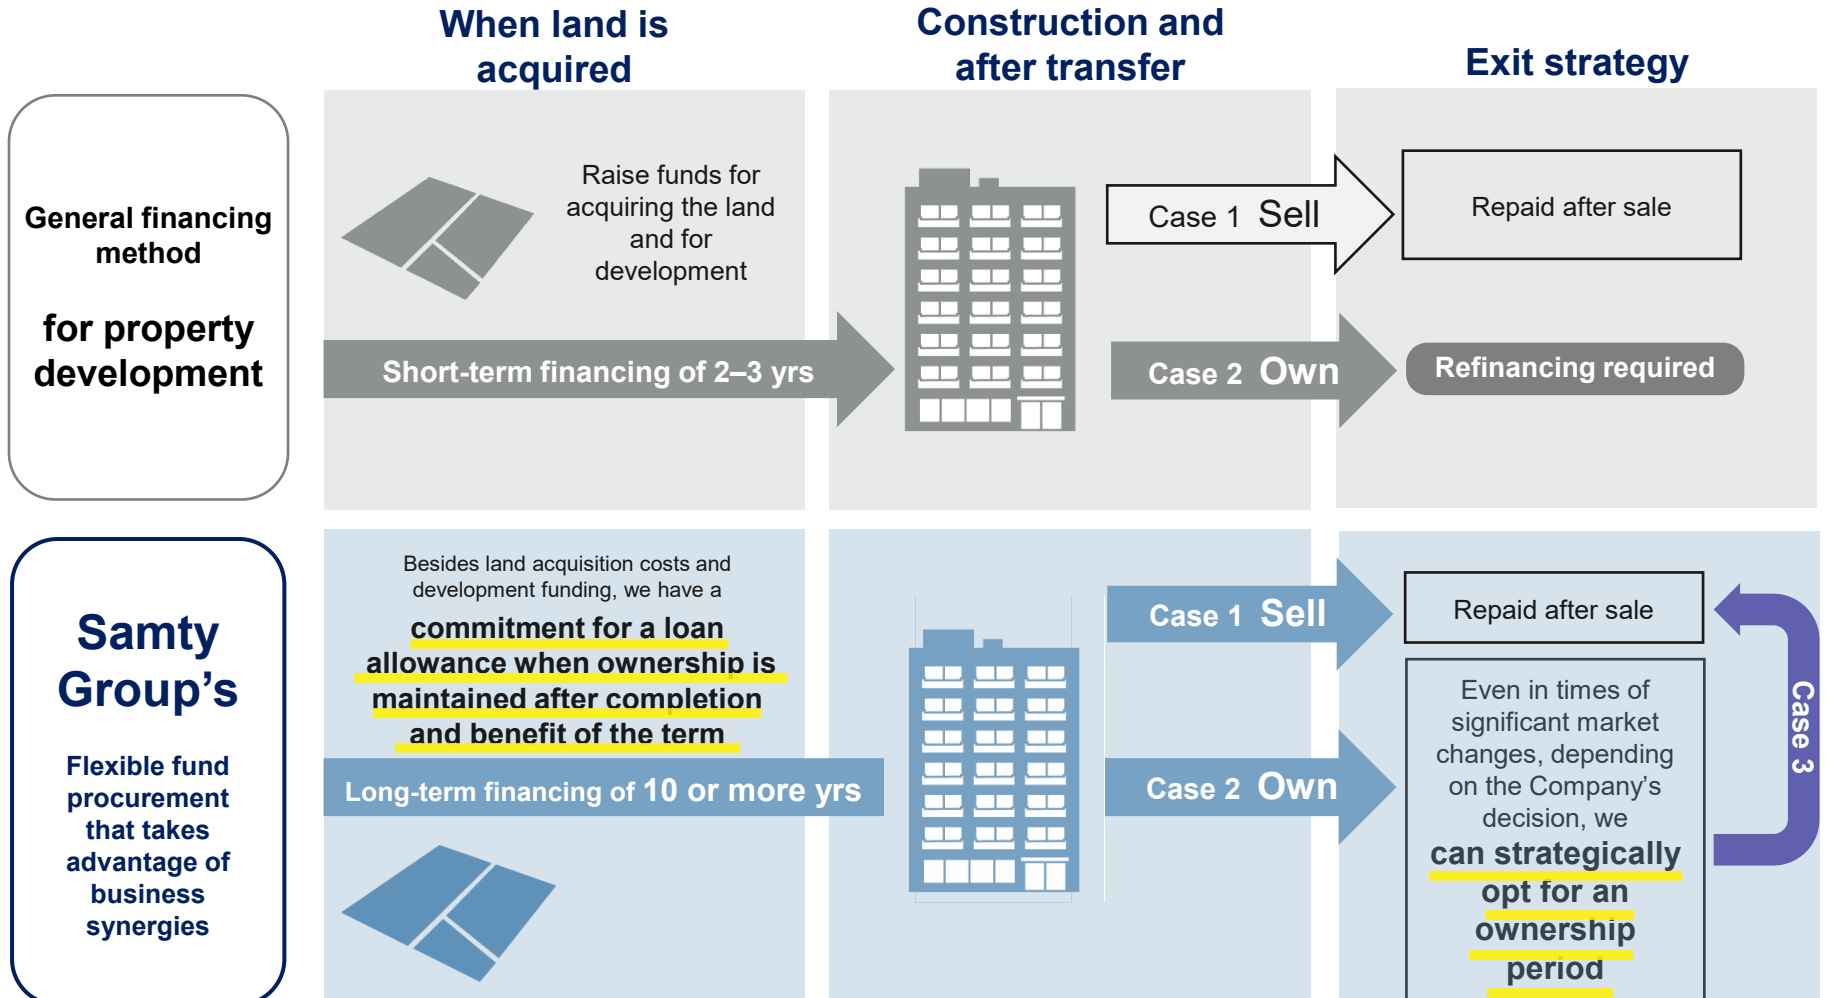 When land is
acquired
Construction and
after transfer
Exit strategy
General financing
method
for property
development
Raise funds for
acquiring the land
and for
development
Short-term financing of 2–3 yrs
Case 1 Sell
Repaid after sale
Case 2 Own
Refinancing required
Samty
Group's
Flexible fund
procurement
that takes
advantage of
business
synergies
Besides land acquisition costs and
development funding, we have a
commitment for a loan
allowance when ownership is
maintained after completion
and benefit of the term
Long-term financing of 10 or more yrs
Case 1 Sell
Repaid after sale
Case 2 Own
Even in times of
significant market
changes, depending
on the Company's
decision, we
can strategically
opt for an
ownership
period
Case 3